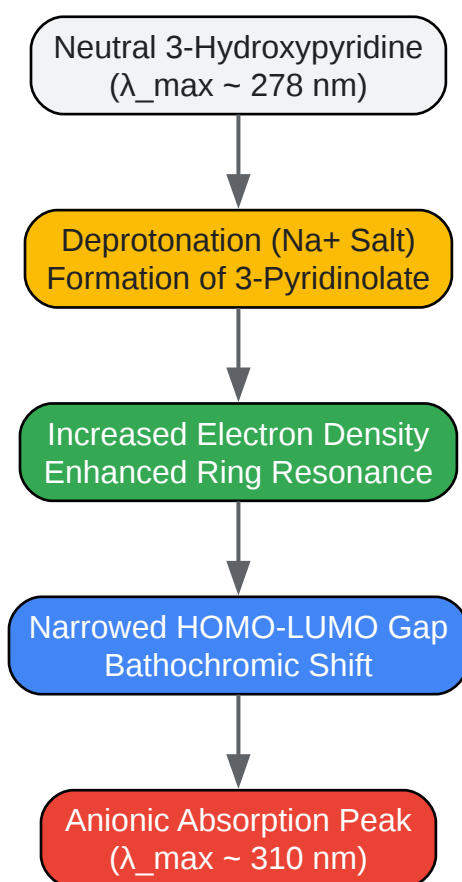 Neutral 3-Hydroxypyridine
(λ_max ~ 278 nm)
Deprotonation (Na+ Salt)
Formation of 3-Pyridinolate
Increased Electron Density
Enhanced Ring Resonance
Narrowed HOMO-LUMO Gap
Bathochromic Shift
Anionic Absorption Peak
(λ_max ~ 310 nm)